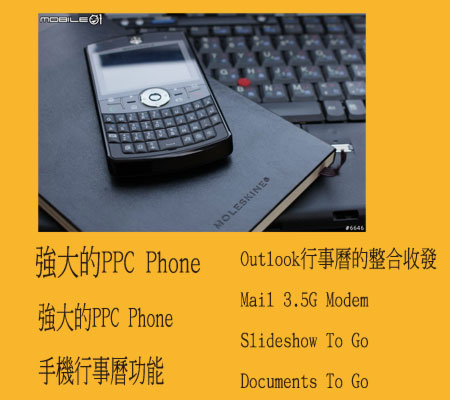 MOBILE01
MOLESKINE®
#6646
強大的PPC Phone
強大的PPC Phone
手機行事曆功能
Outlook行事曆的整合收發
Mail 3.5G Modem
Slideshow To Go
Documents To Go